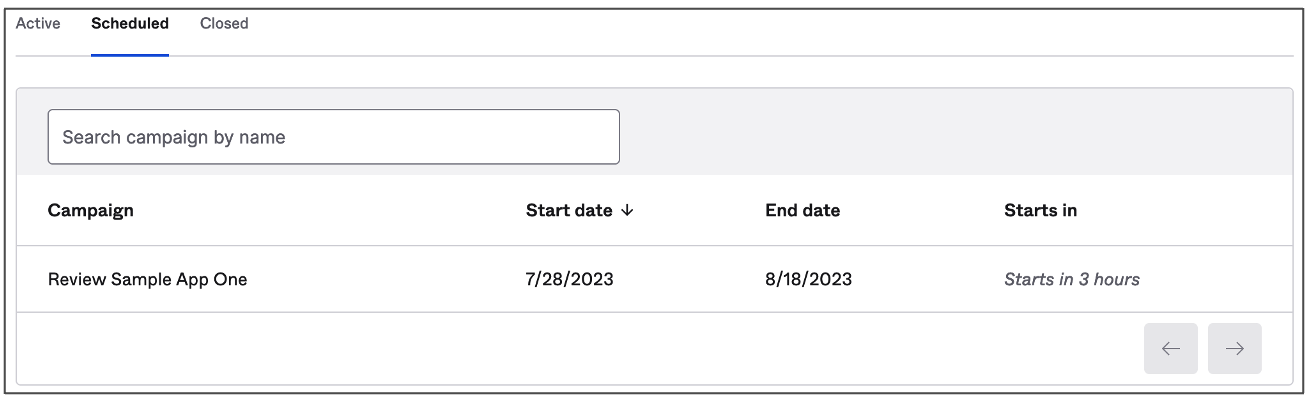 Active Scheduled Closed
Search campaign by name
Campaign Start date ↓ End date Starts in
Review Sample App One 7/28/2023 8/18/2023 Starts in 3 hours
← →